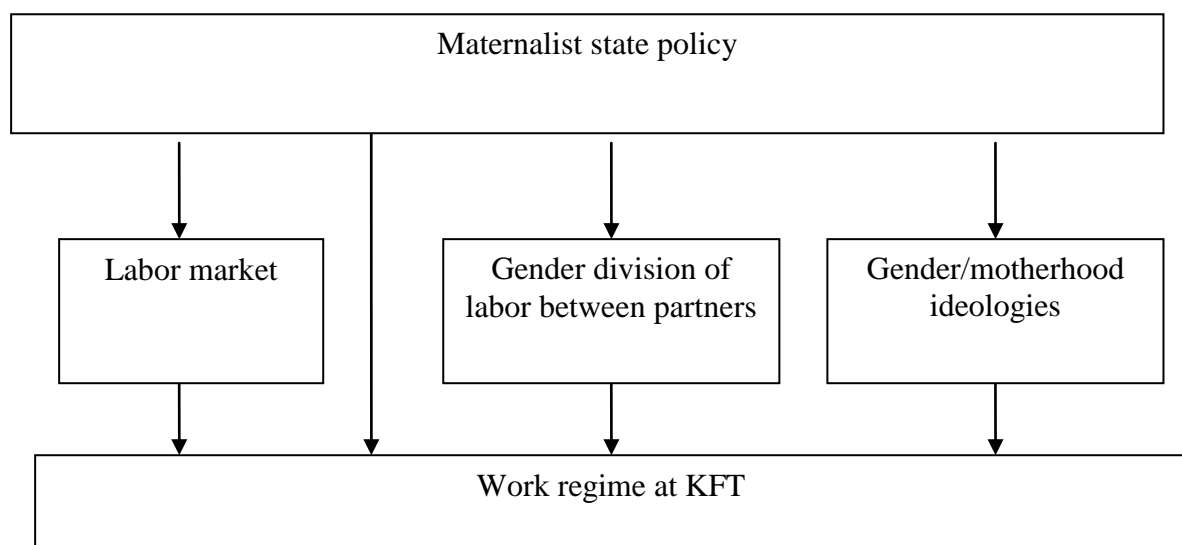 Maternalist state policy
Labor market
Gender division of
labor between partners
Gender/motherhood
ideologies
Work regime at KFT